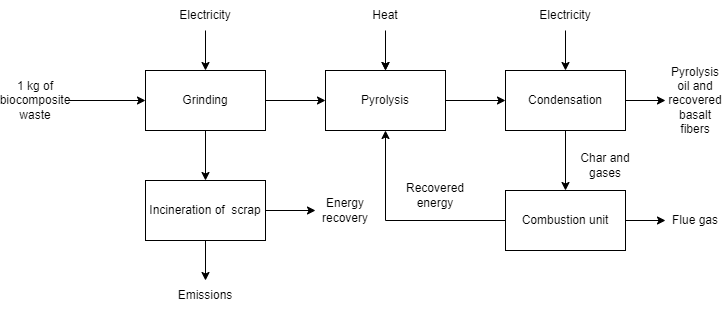 Electricity
Heat
Electricity
1 kg of
biocomposite
waste
Grinding
Pyrolysis
Condensation
Pyrolysis
oil and
recovered
basalt
fibers
Char and
gases
Incineration of scrap
Energy
recovery
Recovered
energy
Combustion unit
Flue gas
Emissions